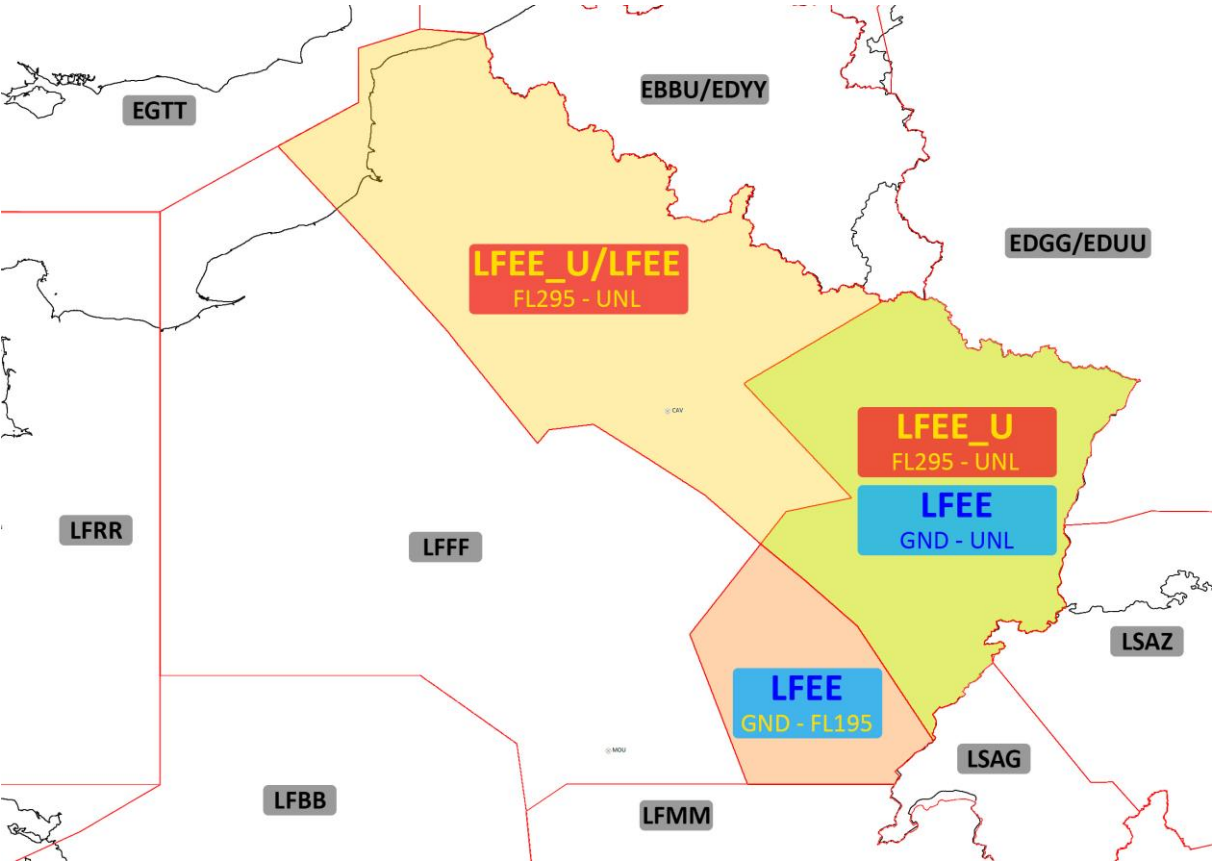 EGTT
EBBU/EDYY
EDGG/EDUU
LFEE_U/LFEE
FL295 - UNL
CAV
LFEE_U
FL295 - UNL
LFEE
GND - UNL
LFRR
LFFF
LSAZ
LFEE
GND - FL195
MOU
LSAG
LFBB
LFMM